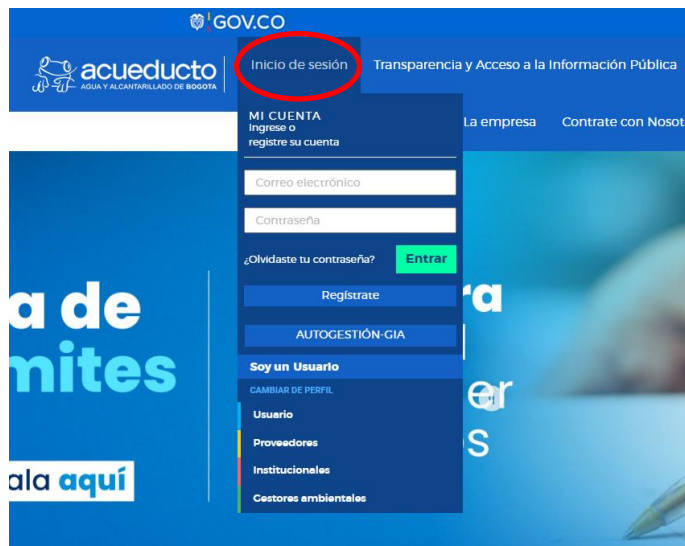 GOV.CO
acueducto
AGUA Y ALCANTARILLADO DE BOGOTÁ
Inicio de sesión
Transparencia y Acceso a la Información Pública
La empresa
Contrate con Nosot
MI CUENTA
Ingrese o
registre su cuenta
Correo electrónico
Contraseña
¿Olvidaste tu contraseña?
Entrar
Regístrate
AUTOGESTIÓN-GIA
Soy un Usuario
CAMBIAR DE PERFIL
Usuario
Proveedores
Institucionales
Gestores ambientales
a de
mites
ala aquí
ra
er
s